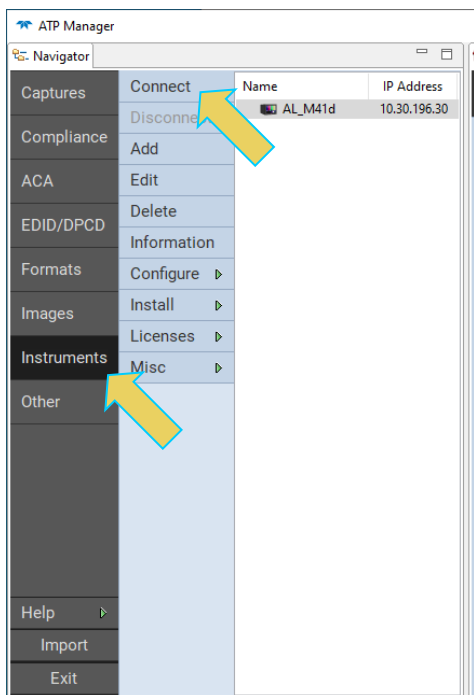 ATP Manager
Navigator
Captures
Compliance
ACA
EDID/DPCD
Formats
Images
Instruments
Other
Help
Import
Exit
Connect
Add
Edit
Delete
Information
Configure
Install
Licenses
Misc
Name IP Address
AL_M41d 10.30.196.30